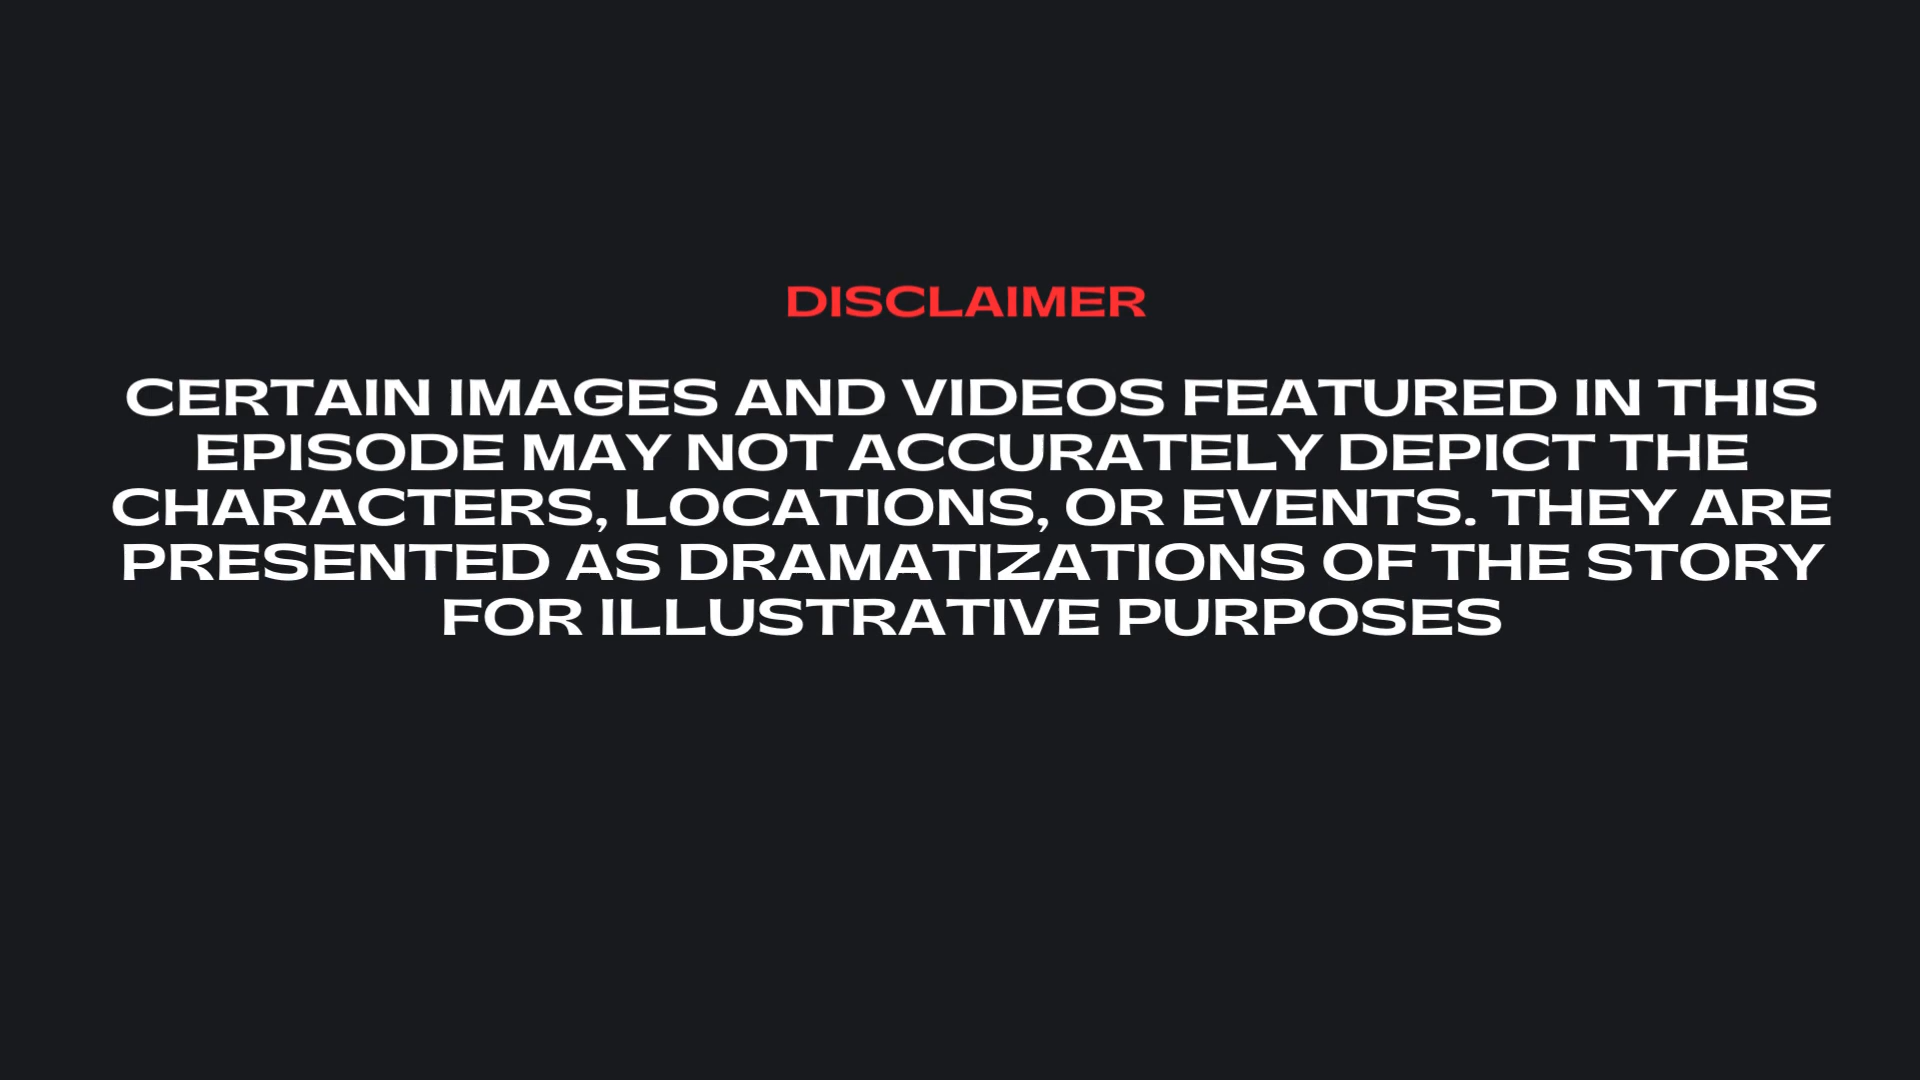 DISCLAIMER
CERTAIN IMAGES AND VIDEOS FEATURED IN THIS
EPISODE MAY NOT ACCURATELY DEPICT THE
CHARACTERS, LOCATIONS, OR EVENTS. THEY ARE
PRESENTED AS DRAMATIZATIONS OF THE STORY
FOR ILLUSTRATIVE PURPOSES